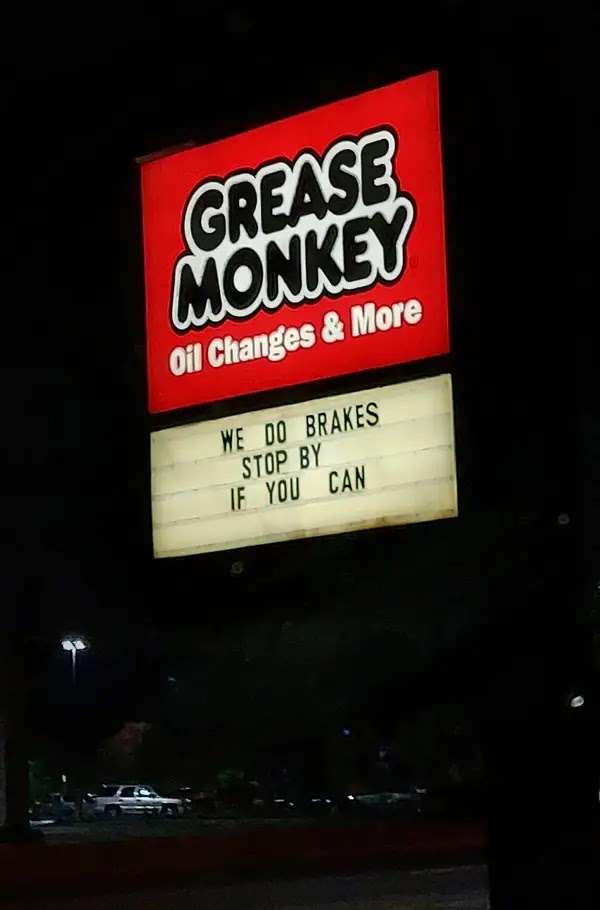 GREASE
MONKEY
Oil Changes & More
WE DO BRAKES
STOP BY
IF YOU CAN